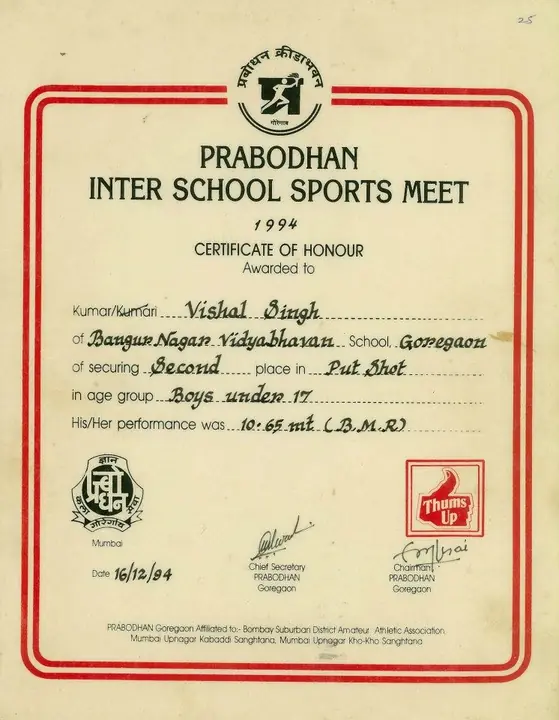 25
प्रबोधन क्रीडाभवन
गोरेगाव
PRABODHAN
INTER SCHOOL SPORTS MEET
1994
CERTIFICATE OF HONOUR
Awarded to
Kumar/Kumari Vishal Singh
of Bangur Nagar Vidyabhavan School, Goregaon
of securing Second place in Put Shot
in age group Boys under 17
His/Her performance was 10.65 mt (B.M.R)
ज्ञान
प्रबोधन
कला सेवा
गोरेगाव
Thums
Up
Mumbai
Date 16/12/94
Chief Secretary
PRABODHAN
Goregaon
Chairman
PRABODHAN
Goregaon
PRABODHAN Goregaon Affiliated to:- Bombay Suburban District Amateur Athletic Association
Mumbai Upnagar Kabaddi Sanghtana, Mumbai Upnagar Kho-Kho Sanghtana